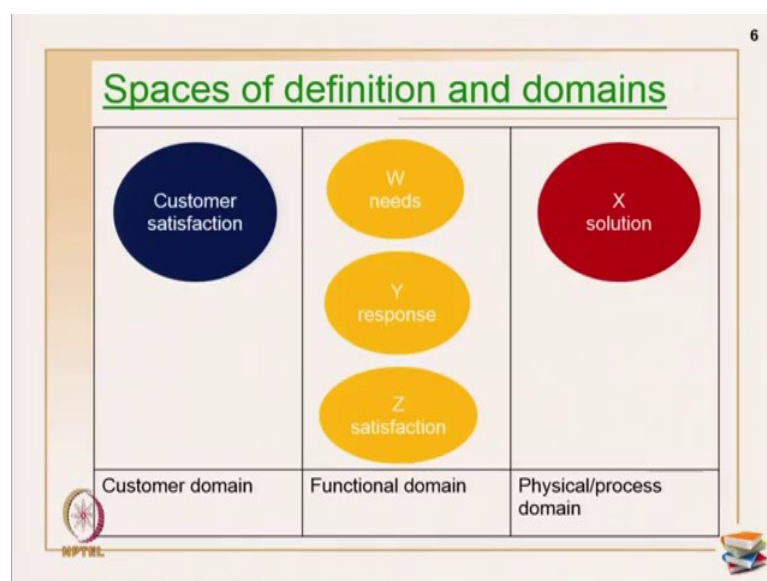 6
Spaces of definition and domains
Customer
satisfaction
W
needs
Y
response
Z
satisfaction
X
solution
Customer domain
Functional domain
Physical/process
domain
NPTEL